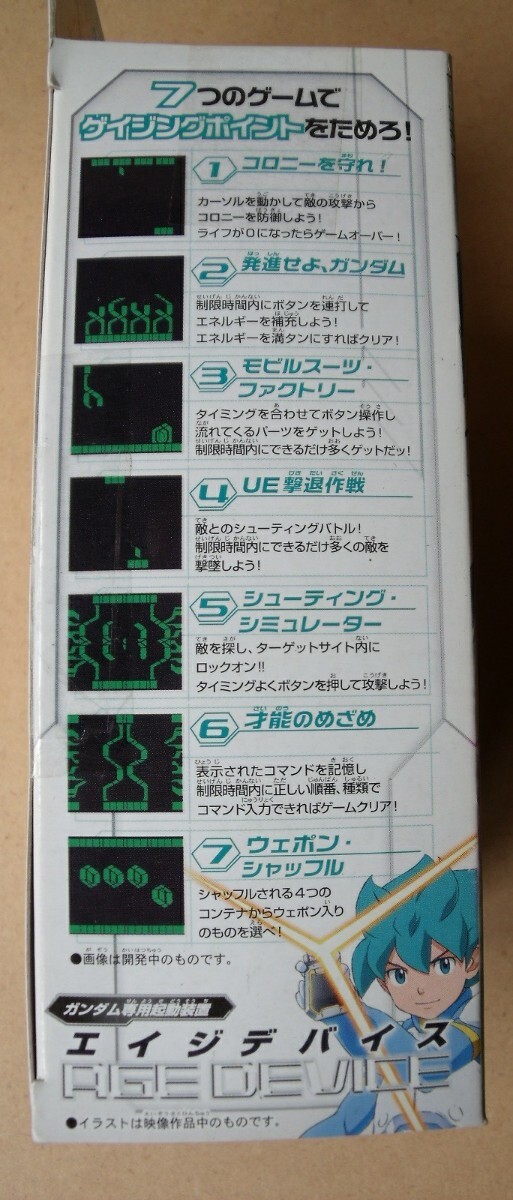 7つのゲームで
ゲイジングポイントをためろ!
1 コロニーを守れ!
カーソルを動かして敵の攻撃から
コロニーを防御しよう!
ライフが0になったらゲームオーバー!
2 発進せよ、ガンダム
制限時間内にボタンを連打して
エネルギーを補充しよう!
エネルギーを満タンにすればクリア!
3 モビルスーツ・
ファクトリー
タイミングを合わせてボタン操作し
流れてくるパーツをゲットしよう!
制限時間内にできるだけ多くゲットだッ!
4 UE撃退作戦
敵とのシューティングバトル!
制限時間内にできるだけ多くの敵を
撃墜しよう!
5 シューティング・
シミュレーター
敵を探し、ターゲットサイト内に
ロックオン!!
タイミングよくボタンを押して攻撃しよう!
6 才能のめざめ
表示されたコマンドを記憶し
制限時間内に正しい順番、種類で
コマンド入力できればゲームクリア!
7 ウェポン・
シャッフル
シャッフルされる4つの
コンテナからウェポン入り
のものを選べ!
●画像は開発中のものです。
ガンダム専用起動装置
エイジデバイス
AGE DEVICE
●イラストは映像作品中のものです。